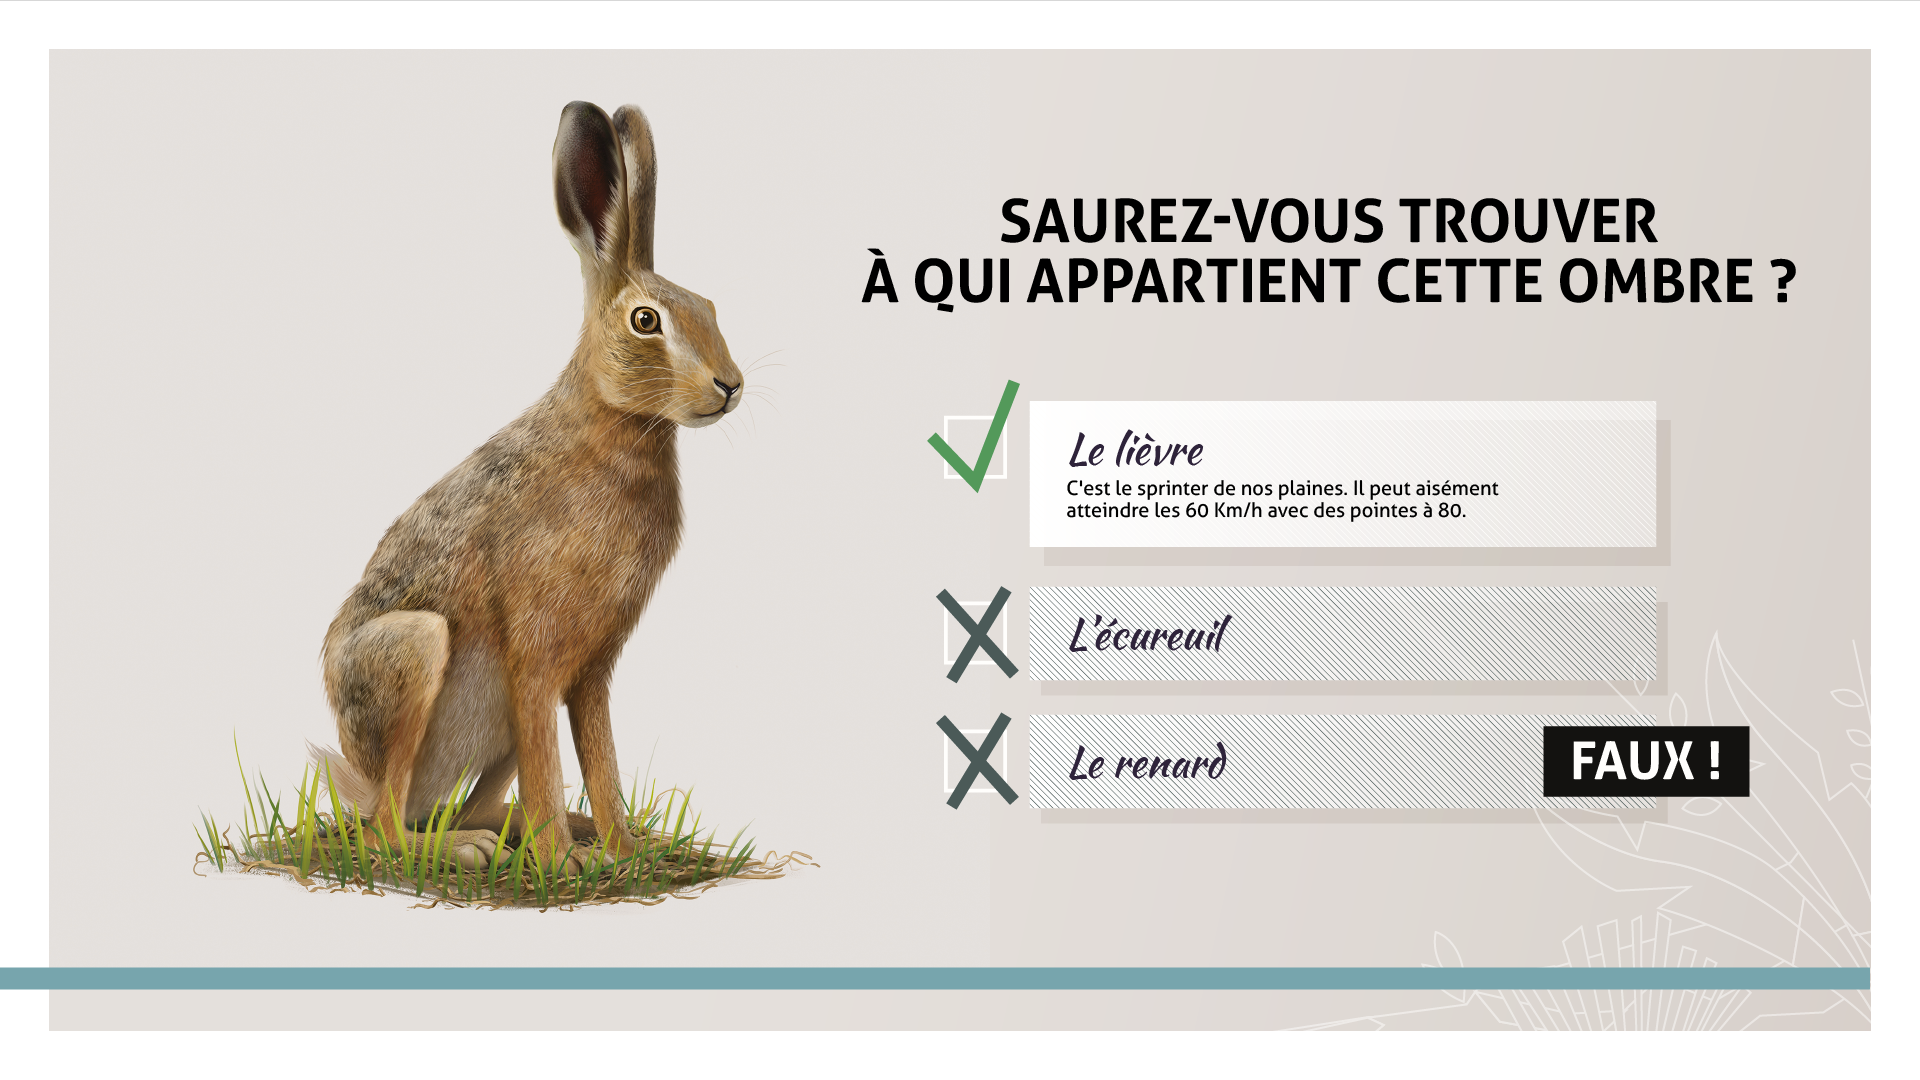 SAUREZ-VOUS TROUVER
À QUI APPARTIENT CETTE OMBRE ?
Le lièvre
C'est le sprinter de nos plaines. Il peut aisément
atteindre les 60 Km/h avec des pointes à 80.
L'écureuil
Le renard
FAUX !